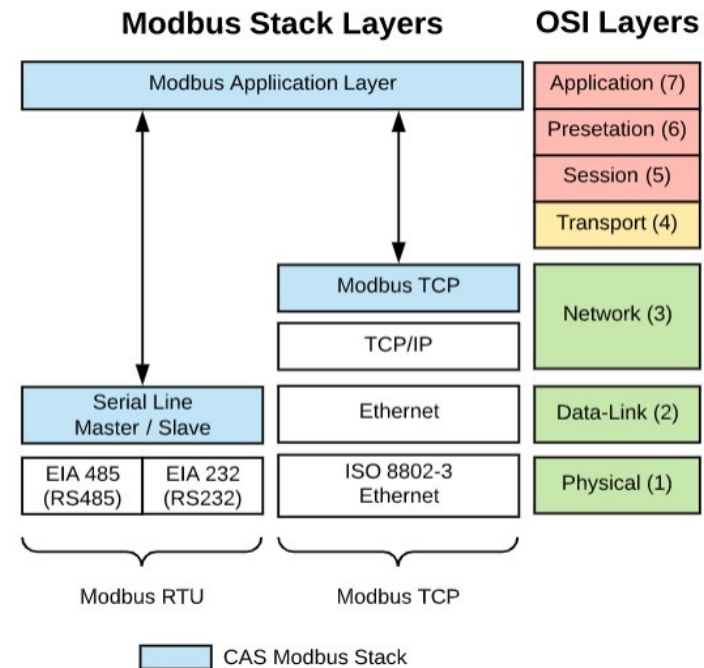 Modbus Stack Layers
OSI Layers
Modbus Appliication Layer
Application (7)
Presetation (6)
Session (5)
Transport (4)
Modbus TCP
Network (3)
TCP/IP
Serial Line
Master / Slave
Ethernet
Data-Link (2)
EIA 485
(RS485)
EIA 232
(RS232)
ISO 8802-3
Ethernet
Physical (1)
Modbus RTU
Modbus TCP
CAS Modbus Stack